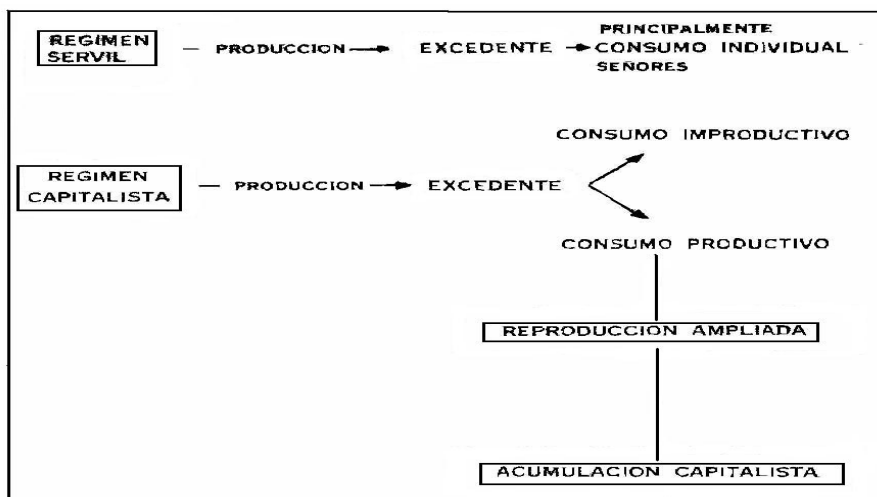 REGIMEN
SERVIL
PRODUCCION
EXCEDENTE
PRINCIPALMENTE
CONSUMO INDIVIDUAL
SEÑORES
CONSUMO IMPRODUCTIVO
REGIMEN
CAPITALISTA
PRODUCCION
EXCEDENTE
CONSUMO PRODUCTIVO
REPRODUCCION AMPLIADA
ACUMULACION CAPITALISTA